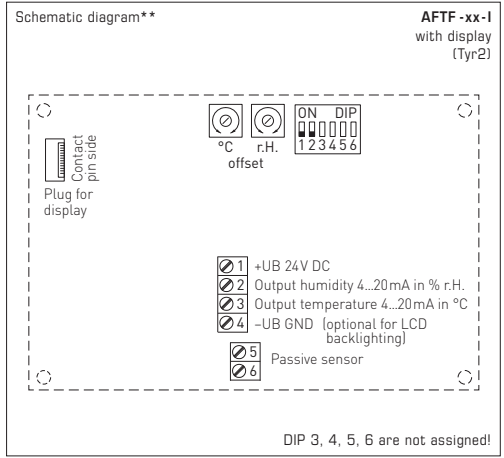 Schematic diagram**
AFTF - xx - I
with display
(Tyr2)
ON DIP
1 2 3 4 5 6
°C r.H.
offset
Contact
pin side
Plug for
display
1 +UB 24V DC
2 Output humidity 4...20mA in % r.H.
3 Output temperature 4...20mA in °C
4 –UB GND (optional for LCD
backlighting)
5
Passive sensor
6
DIP 3, 4, 5, 6 are not assigned!